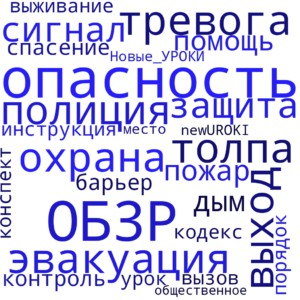 выживание
сигнал
тревога
спасение
помощь
Новые_УРОКИ
опасность
полиция
защита
инструкция
место
newUROKI
толпа
охрана
пожар
конспект
барьер
выход
ОБЗР
дым
порядок
кодекс
эвакуация
контроль
урок
вызов
общественное